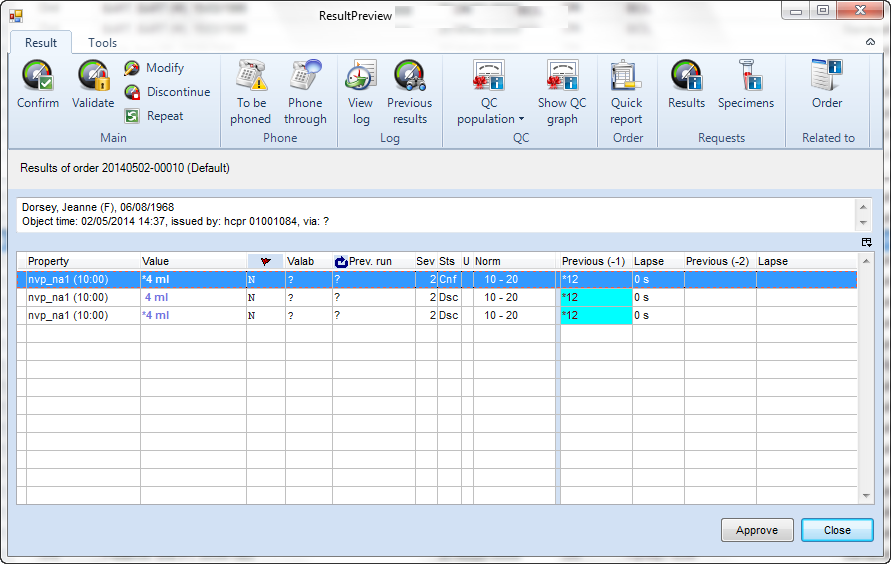 ResultPreview
Result Tools
Confirm
Validate
Modify
Discontinue
Repeat
Main
To be
phoned
Phone
through
Phone
View
log
Previous
results
Log
QC
population
Show QC
graph
QC
Quick
report
Order
Results
Specimens
Requests
Order
Related to
Results of order 20140502-00010 (Default)
Dorsey, Jeanne (F), 06/08/1968
Object time: 02/05/2014 14:37, issued by: hcpr 01001084, via: ?
Property Value Valab Prev. run Sev Sts U Norm Previous (-1) Lapse Previous (-2) Lapse
nvp_na1 (10:00) *4 ml N ? ? 2 Cnf 10 - 20 *12 0 s
nvp_na1 (10:00) 4 ml N ? ? 2 Dsc 10 - 20 *12 0 s
nvp_na1 (10:00) *4 ml N ? ? 2 Dsc 10 - 20 *12 0 s
Approve Close